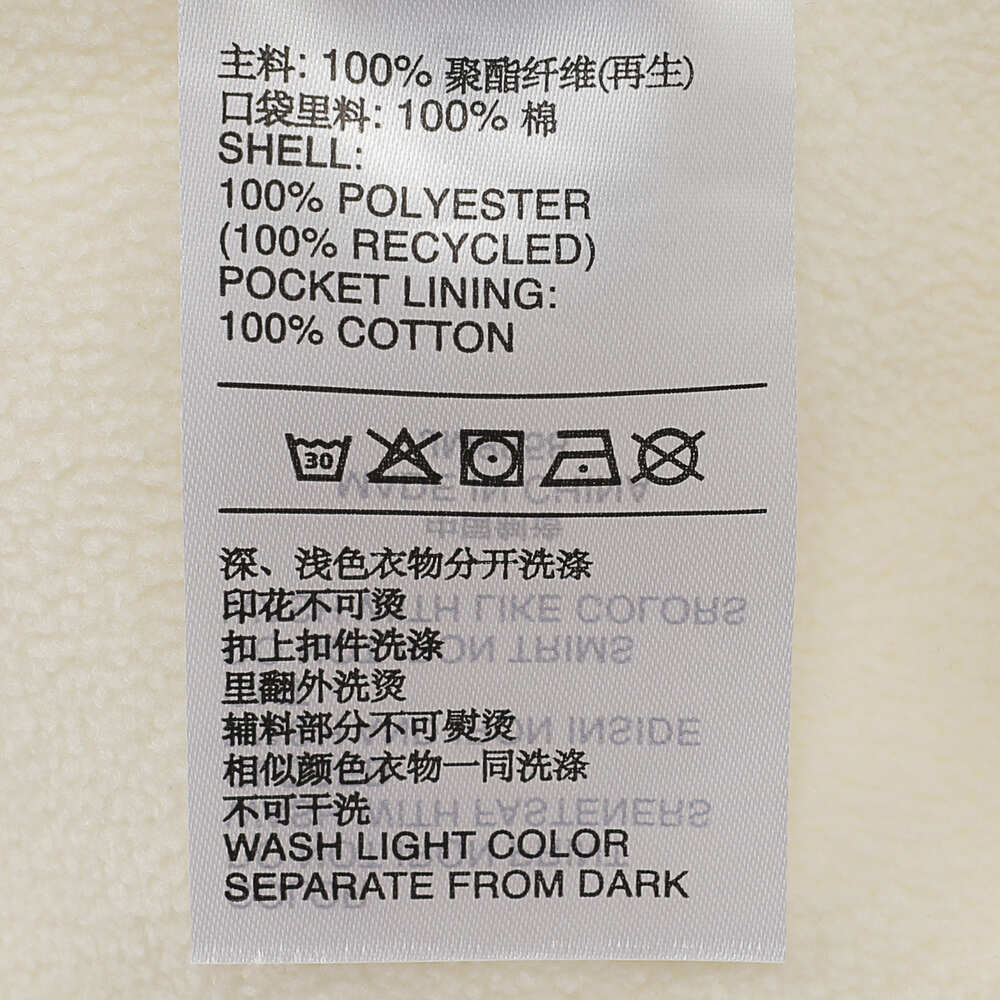 主料: 100% 聚酯纤维(再生)
口袋里料: 100% 棉
SHELL:
100% POLYESTER
(100% RECYCLED)
POCKET LINING:
100% COTTON
30
深、浅色衣物分开洗涤
印花不可烫
扣上扣件洗涤
里翻外洗烫
辅料部分不可熨烫
相似颜色衣物一同洗涤
不可干洗
WASH LIGHT COLOR
SEPARATE FROM DARK